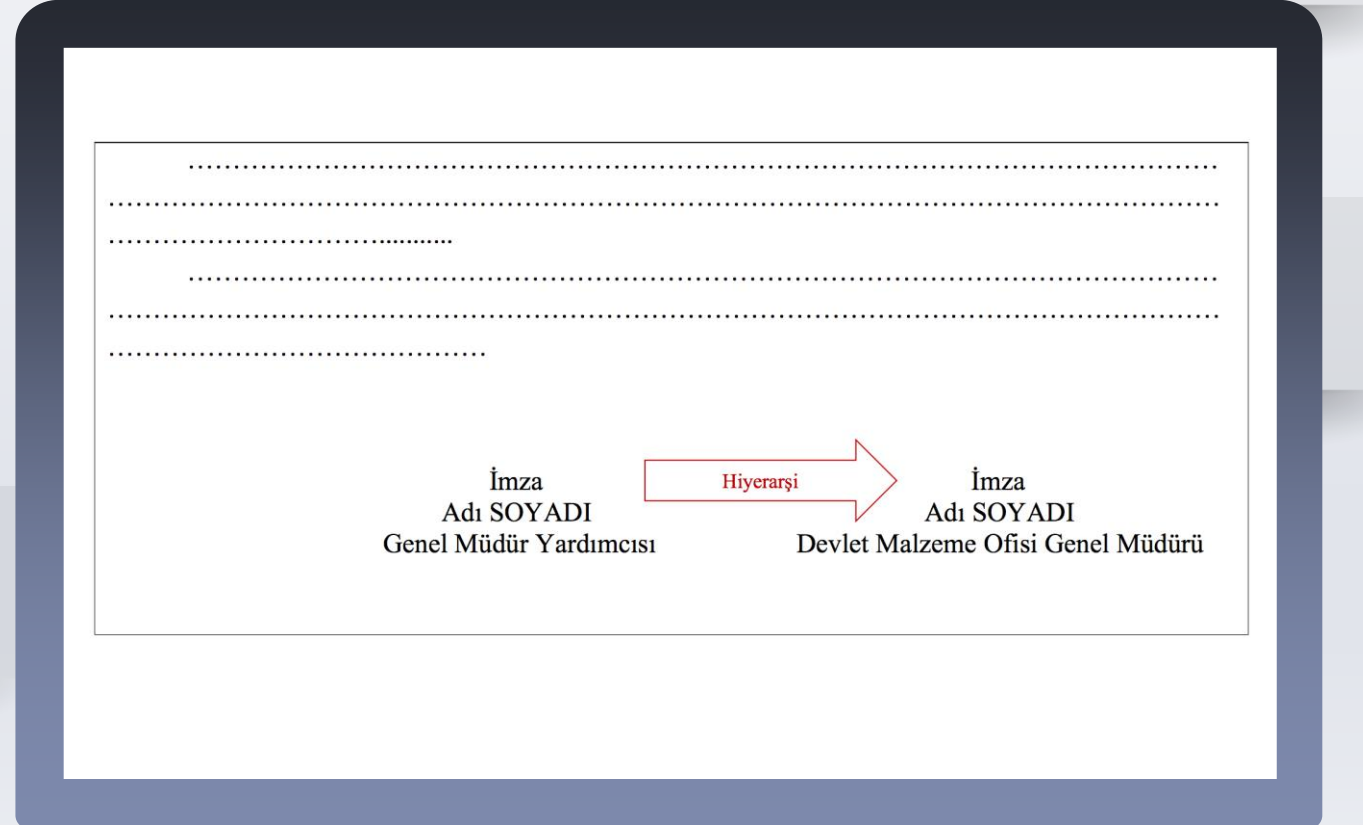 ……………………………………………………………………………………………………
……………………………………………………………………………………………………………
…………………………...........
……………………………………………………………………………………………………
……………………………………………………………………………………………………………
……………………………………
İmza Hiyerarşi İmza
Adı SOYADI Adı SOYADI
Genel Müdür Yardımcısı Devlet Malzeme Ofisi Genel Müdürü